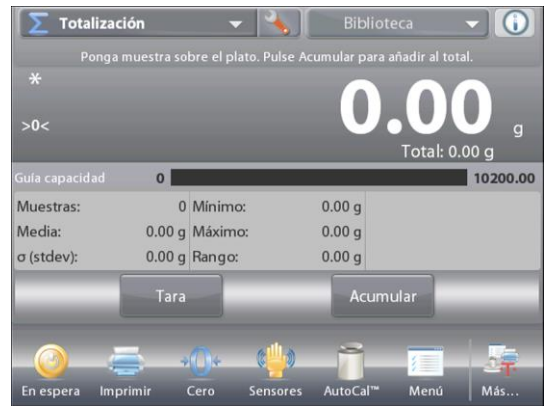 Σ Totalización Biblioteca
Ponga muestra sobre el plato. Pulse Acumular para añadir al total.
*
0.00 g
>0<
Total: 0.00 g
Guía capacidad 0 10200.00
Muestras: 0 Mínimo: 0.00 g
Media: 0.00 g Máximo: 0.00 g
σ (stdev): 0.00 g Rango: 0.00 g
Tara Acumular
En espera Imprimir Cero Sensores AutoCal™ Menú Más...